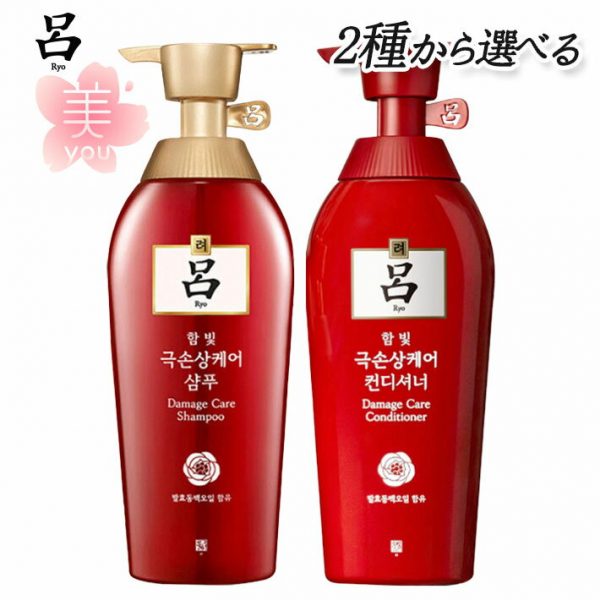 呂
Ryo
美
you
2種から選べる
呂
呂
려
呂
Ryo
함빛
극손상케어
샴푸
Damage Care
Shampoo
발효동백오일 함유
려
呂
Ryo
함빛
극손상케어
컨디셔너
Damage Care
Conditioner
발효동백오일 함유